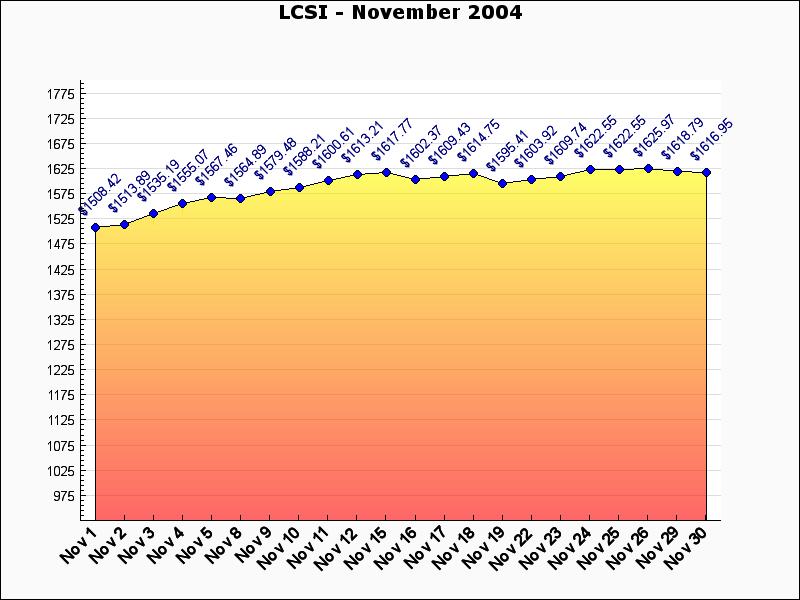 LCSI - November 2004
1775
1725
1675
1625
1575
1525
1475
1425
1375
1325
1275
1225
1175
1125
1075
1025
975
$1508.42
$1513.89
$1535.19
$1555.07
$1567.46
$1564.89
$1579.48
$1588.21
$1600.61
$1613.21
$1617.77
$1602.37
$1609.43
$1614.75
$1595.41
$1603.92
$1609.74
$1622.55
$1622.55
$1625.97
$1618.79
$1616.95
Nov 1
Nov 2
Nov 3
Nov 4
Nov 5
Nov 8
Nov 9
Nov 10
Nov 11
Nov 12
Nov 15
Nov 16
Nov 17
Nov 18
Nov 19
Nov 22
Nov 23
Nov 24
Nov 25
Nov 26
Nov 29
Nov 30